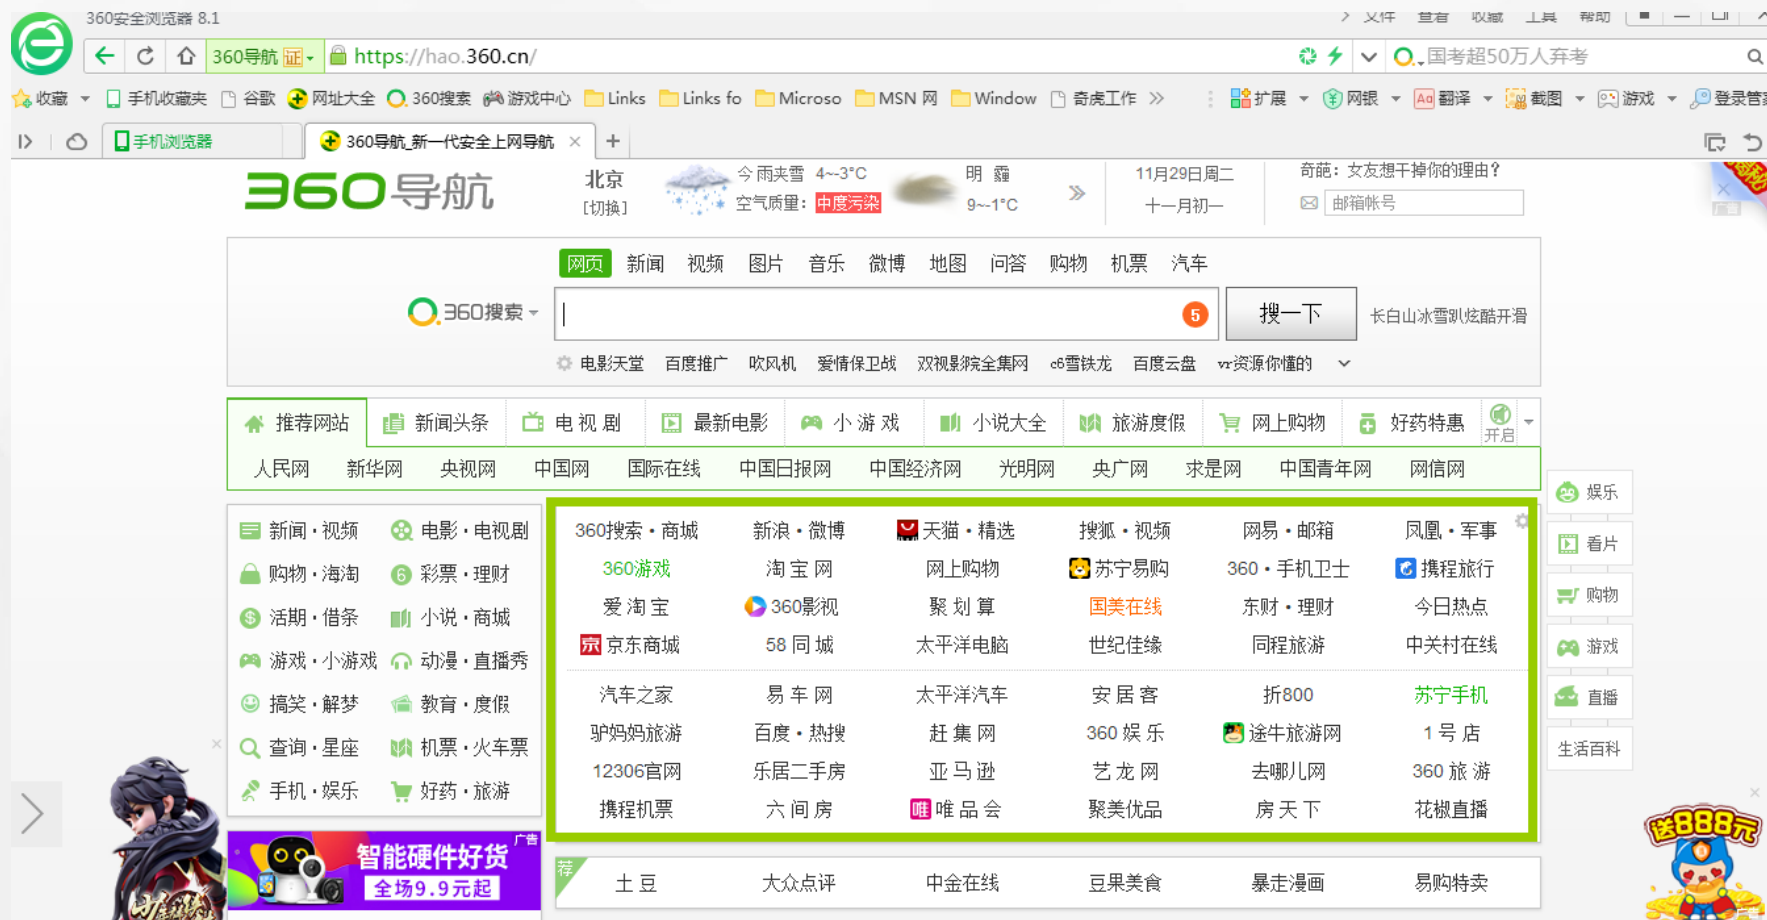 360安全浏览器 8.1
文件 查看 收藏 工具 帮助
360导航 证 https://hao.360.cn/ 国考超50万人弃考
收藏 手机收藏夹 谷歌 网址大全 360搜索 游戏中心 Links Links fo Microso MSN 网 Window 奇虎工作 扩展 网银 翻译 截图 游戏 登录管家
手机浏览器 360导航_新一代安全上网导航
360导航 北京 今 雨夹雪 4~-3°C 明 霾 11月29日周二 奇葩：女友想干掉你的理由？
[切换] 空气质量： 中度污染 9~-1°C 十一月初一 邮箱帐号
广告
网页 新闻 视频 图片 音乐 微博 地图 问答 购物 机票 汽车
360搜索 5 搜一下 长白山冰雪趴炫酷开滑
电影天堂 百度推广 吹风机 爱情保卫战 双视影院全集网 c6雪铁龙 百度云盘 vr资源你懂的
推荐网站 新闻头条 电 视 剧 最新电影 小 游 戏 小说大全 旅游度假 网上购物 好药特惠 开启
人民网 新华网 央视网 中国网 国际在线 中国日报网 中国经济网 光明网 央广网 求是网 中国青年网 网信网
新闻·视频 电影·电视剧
购物·海淘 彩票·理财
活期·借条 小说·商城
游戏·小游戏 动漫·直播秀
搞笑·解梦 教育·度假
查询·星座 机票·火车票
手机·娱乐 好药·旅游
360搜索·商城 新浪·微博 天猫·精选 搜狐·视频 网易·邮箱 凤凰·军事
360游戏 淘 宝 网 网上购物 苏宁易购 360·手机卫士 携程旅行
爱 淘 宝 360影视 聚 划 算 国美在线 东财·理财 今日热点
京 京东商城 58 同 城 太平洋电脑 世纪佳缘 同程旅游 中关村在线
汽车之家 易 车 网 太平洋汽车 安 居 客 折800 苏宁手机
驴妈妈旅游 百度·热搜 赶 集 网 360 娱 乐 途牛旅游网 1 号 店
12306官网 乐居二手房 亚 马 逊 艺 龙 网 去哪儿网 360 旅 游
携程机票 六 间 房 唯 唯 品 会 聚美优品 房 天 下 花椒直播
娱乐
看片
购物
游戏
直播
生活百科
智能硬件好货 广告
全场9.9元起
荐 土 豆 大众点评 中金在线 豆果美食 暴走漫画 易购特卖
送888元